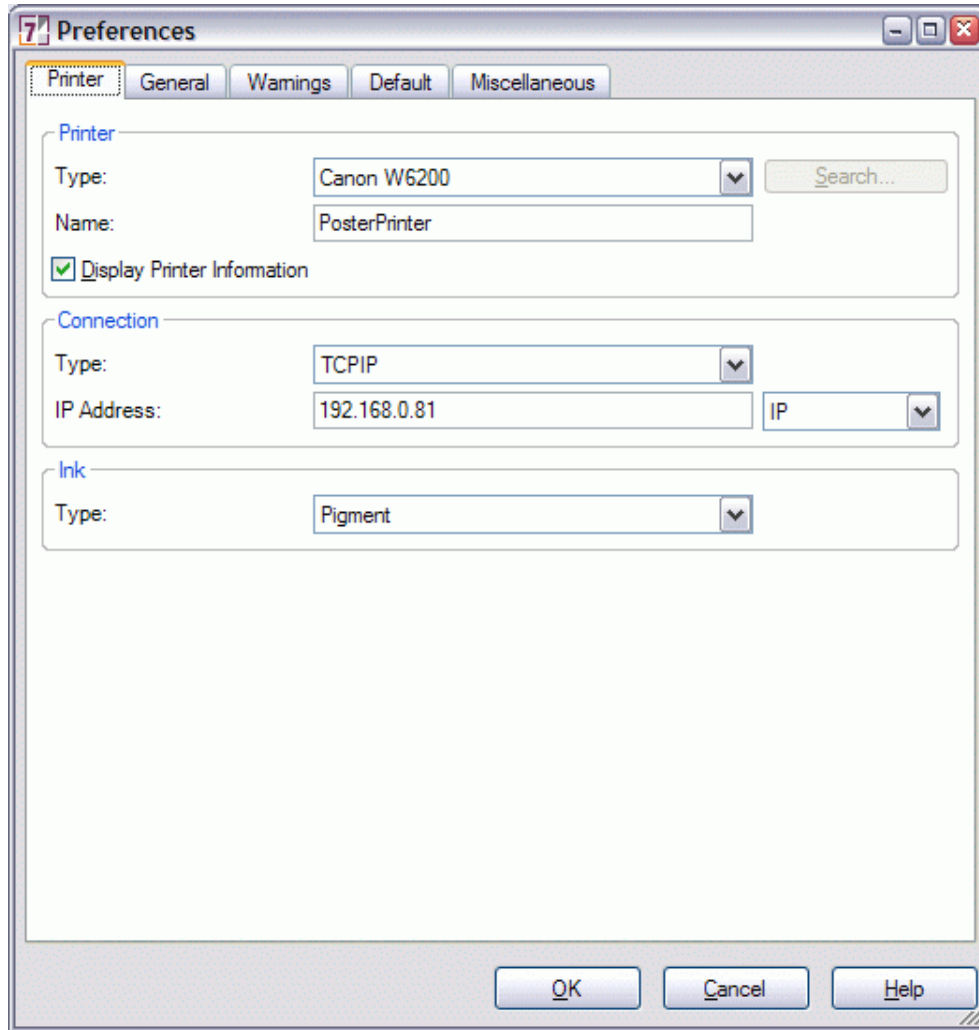 7 Preferences
Printer General Warnings Default Miscellaneous
Printer
Type: Canon W6200 Search...
Name: PosterPrinter
Display Printer Information
Connection
Type: TCPIP
IP Address: 192.168.0.81 IP
Ink
Type: Pigment
OK Cancel Help